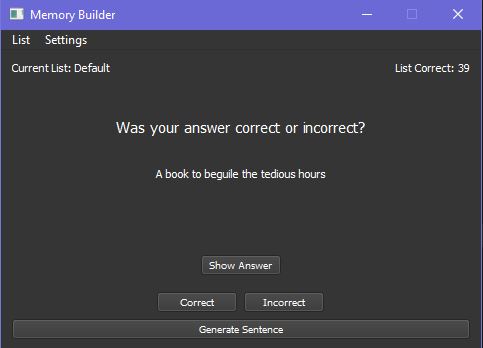 Memory Builder
List Settings
Current List: Default List Correct: 39
Was your answer correct or incorrect?
A book to beguile the tedious hours
Show Answer
Correct Incorrect
Generate Sentence